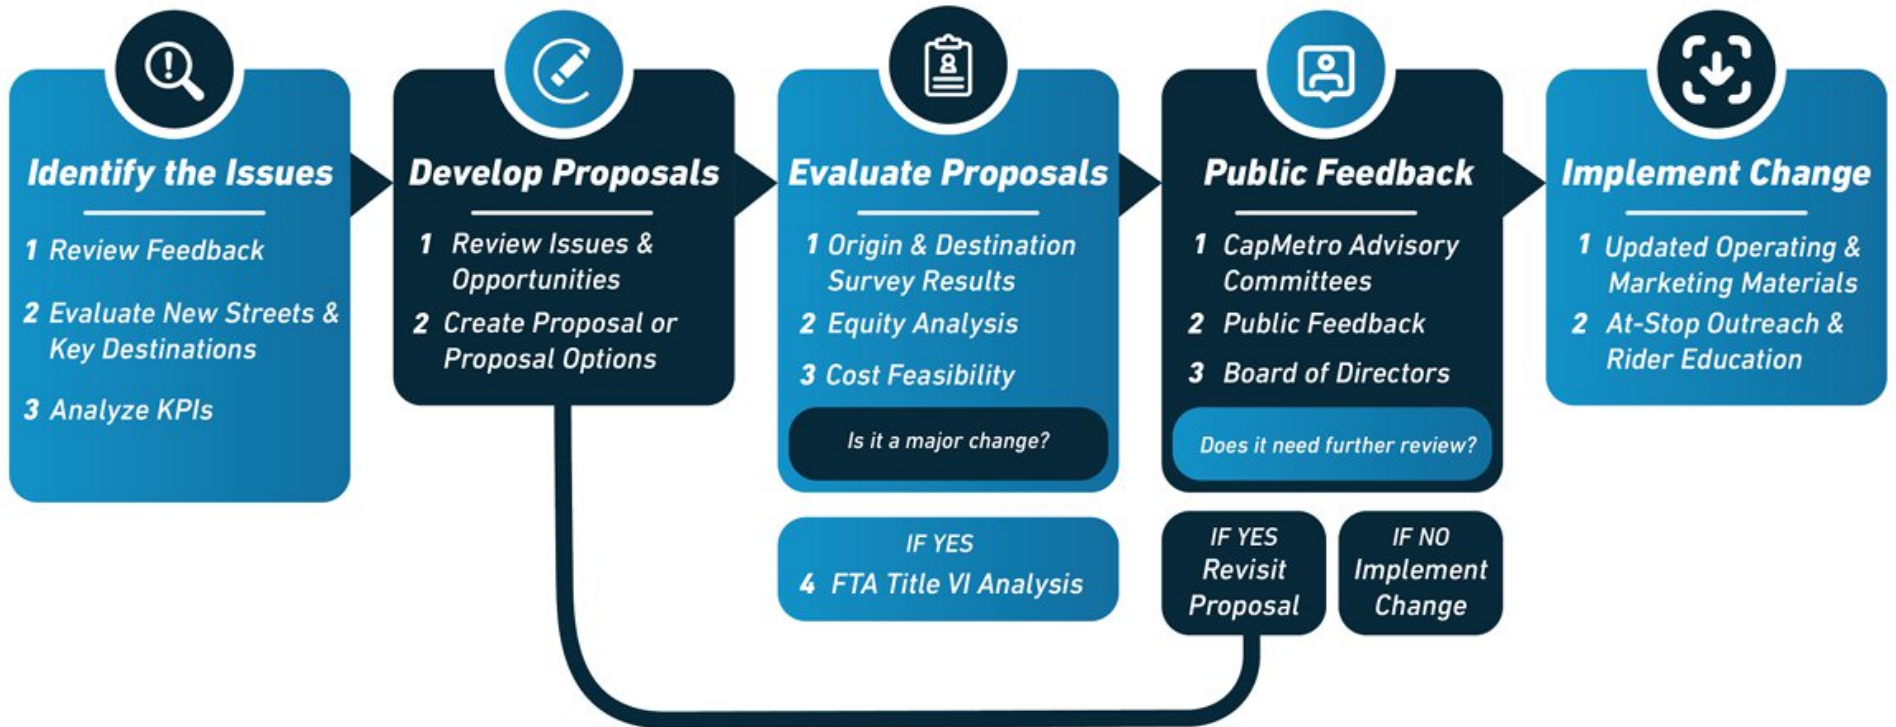 Identify the Issues
1 Review Feedback
2 Evaluate New Streets &
Key Destinations
3 Analyze KPIs
Develop Proposals
1 Review Issues &
Opportunities
2 Create Proposal or
Proposal Options
Evaluate Proposals
1 Origin & Destination
Survey Results
2 Equity Analysis
3 Cost Feasibility
Is it a major change?
IF YES
4 FTA Title VI Analysis
Public Feedback
1 CapMetro Advisory
Committees
2 Public Feedback
3 Board of Directors
Does it need further review?
IF YES
Revisit
Proposal
IF NO
Implement
Change
Implement Change
1 Updated Operating &
Marketing Materials
2 At-Stop Outreach &
Rider Education